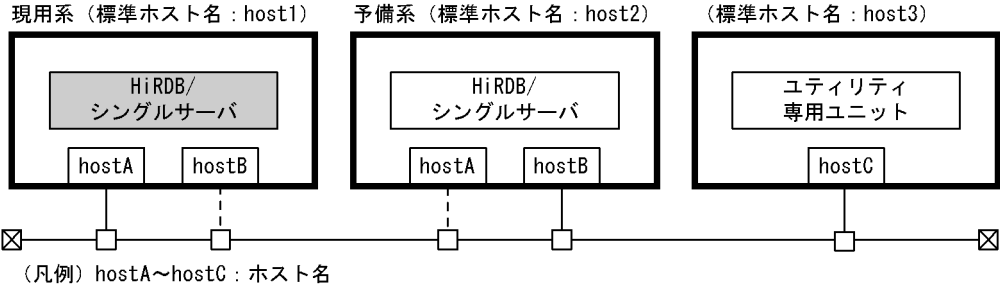 現用系（標準ホスト名：host1）
予備系（標準ホスト名：host2）
（標準ホスト名：host3）
HiRDB/
シングルサーバ
HiRDB/
シングルサーバ
ユティリティ
専用ユニット
hostA
hostB
hostA
hostB
hostC
（凡例）hostA～hostC：ホスト名